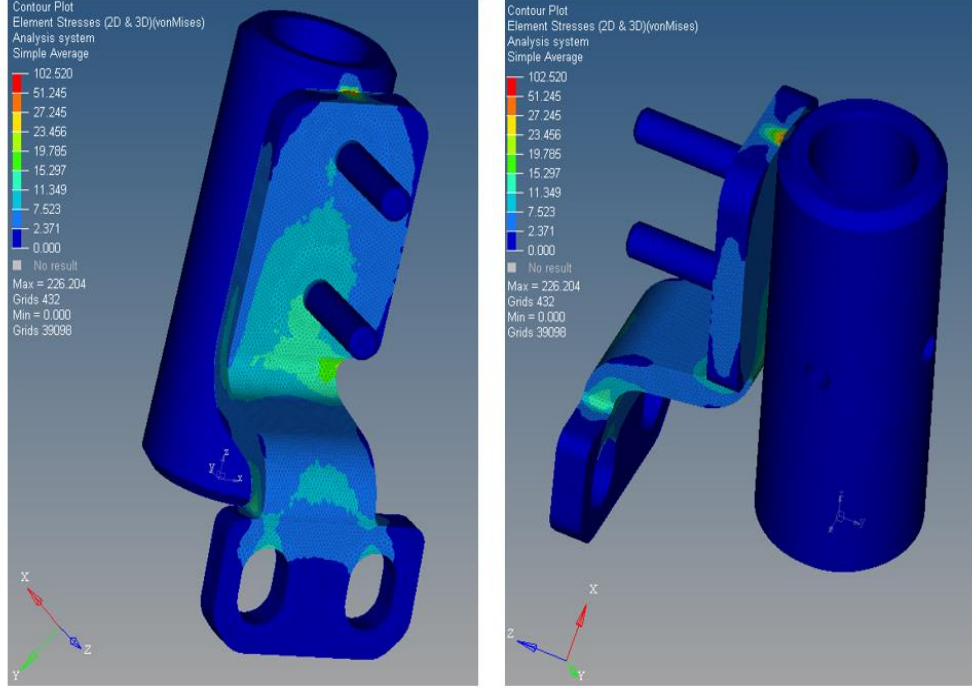 Contour Plot
Element Stresses (2D & 3D)(vonMises)
Analysis system
Simple Average
102.520
51.245
27.245
23.456
19.785
15.297
11.349
7.523
2.371
0.000
No result
Max = 226.204
Grids 432
Min = 0.000
Grids 39098
X
Y
Z
Contour Plot
Element Stresses (2D & 3D)(vonMises)
Analysis system
Simple Average
102.520
51.245
27.245
23.456
19.785
15.297
11.349
7.523
2.371
0.000
No result
Max = 226.204
Grids 432
Min = 0.000
Grids 39098
X
Z
Y